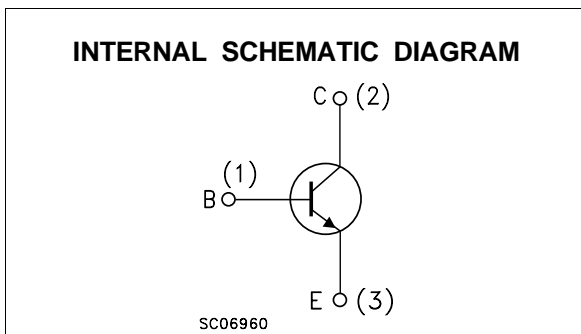 INTERNAL SCHEMATIC DIAGRAM
C (2)
(1)
B
E (3)
SC06960